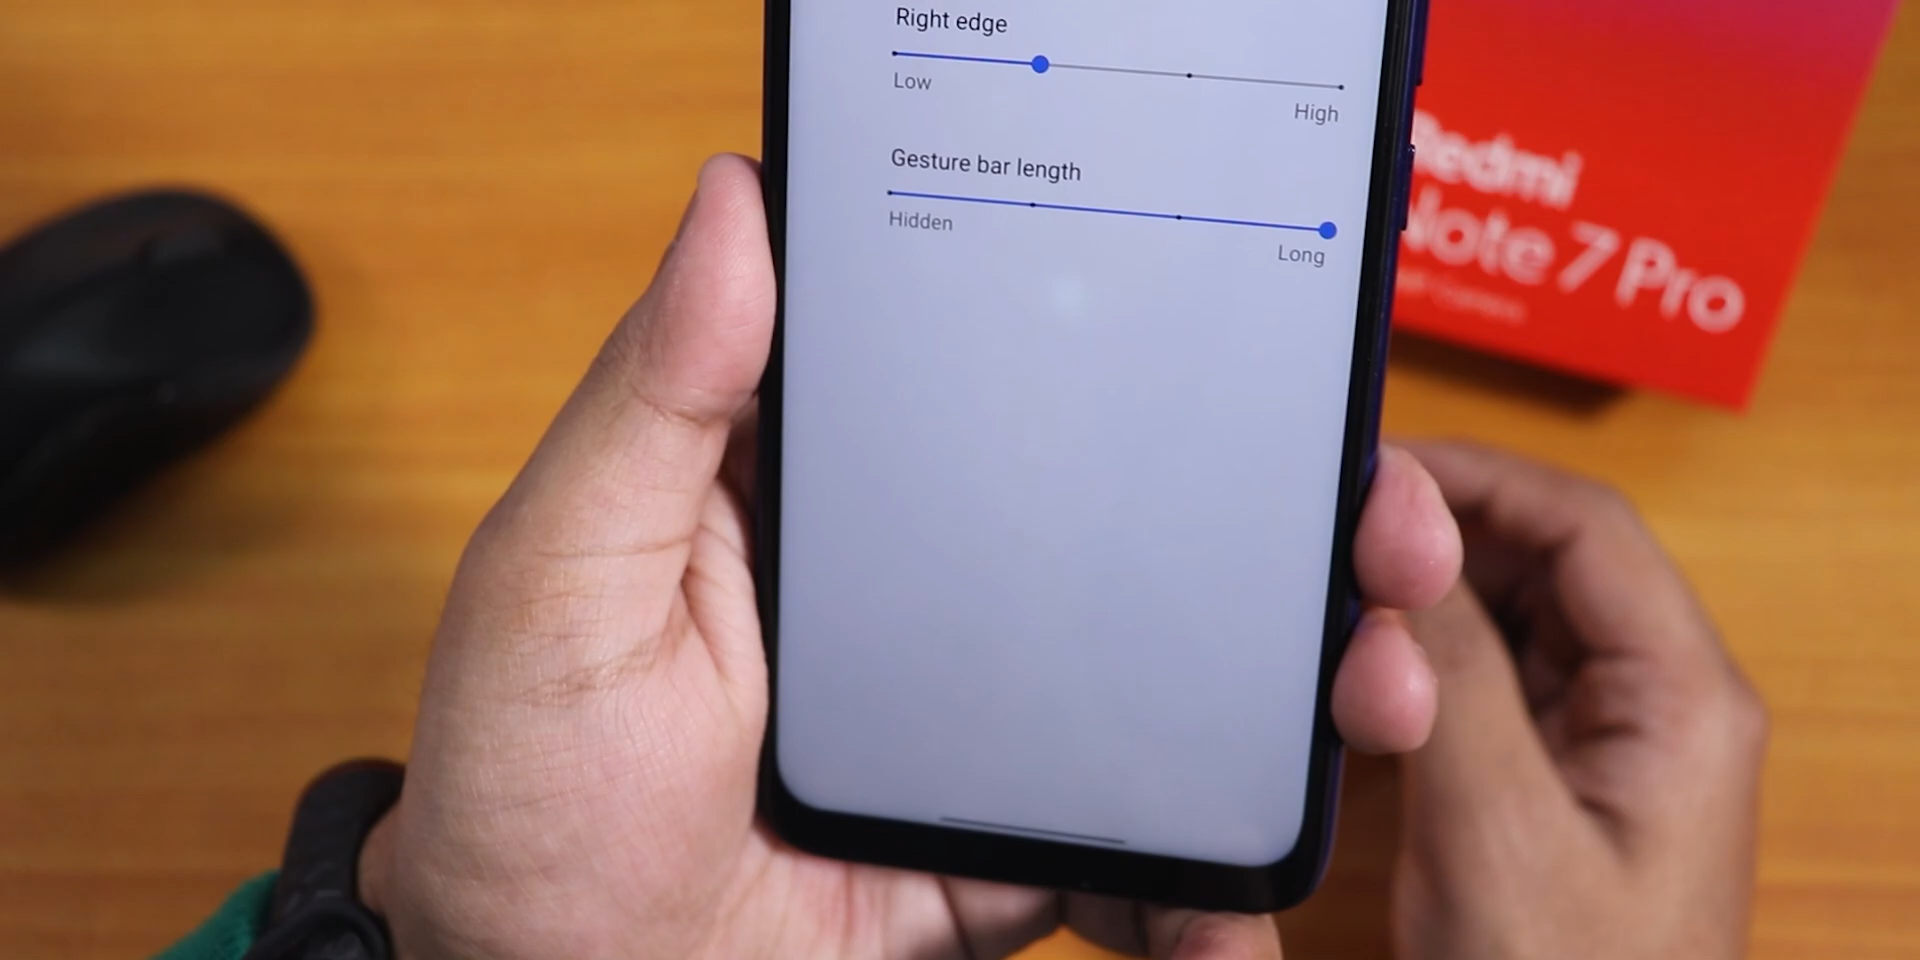 Right edge
Low
High
Gesture bar length
Hidden
Long
Redmi
Note 7 Pro